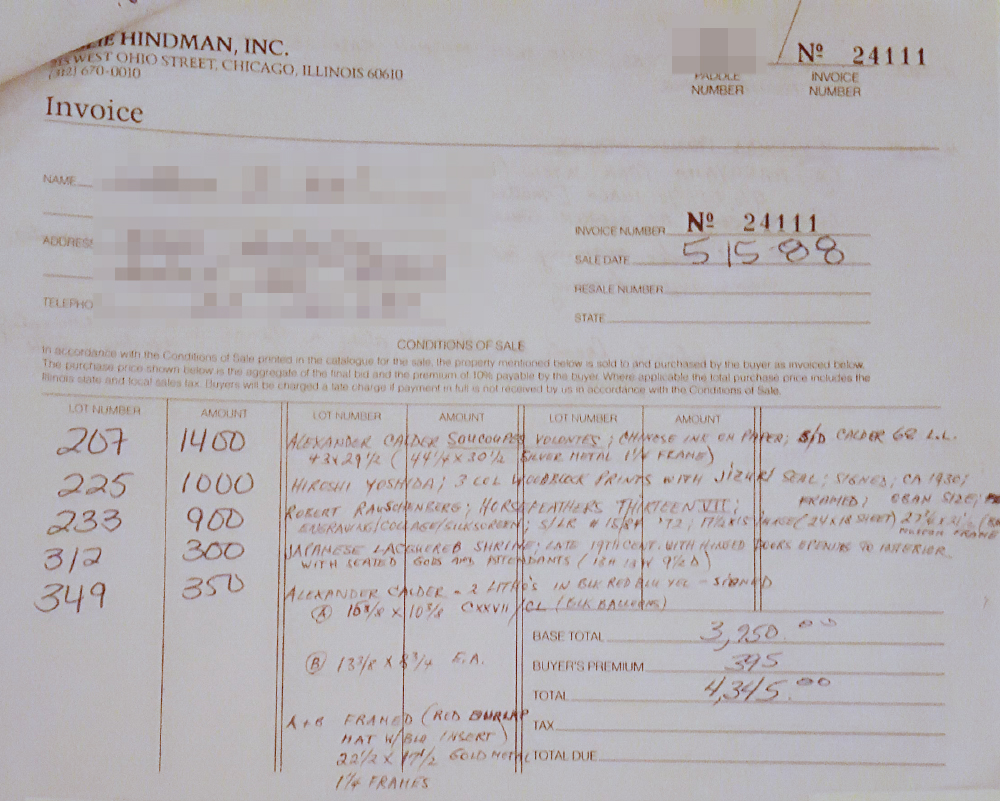 HINDMAN, INC.
WEST OHIO STREET, CHICAGO, ILLINOIS 60610
(312) 670-0010
Nº 24111
PADDLE NUMBER
INVOICE NUMBER
Invoice
NAME
ADDRES
TELEPHO
INVOICE NUMBER Nº 24111
SALE DATE 5 15 88
RESALE NUMBER
STATE
CONDITIONS OF SALE
In accordance with the Conditions of Sale printed in the catalogue for the sale, the property mentioned below is sold to and purchased by the buyer as invoiced below.
The purchase price shown below is the aggregate of the final bid and the premium of 10% payable by the buyer. Where applicable the total purchase price includes the
Illinois state and local sales tax. Buyers will be charged a late charge if payment in full is not received by us in accordance with the Conditions of Sale.
LOT NUMBER AMOUNT LOT NUMBER AMOUNT LOT NUMBER AMOUNT
207 1400 ALEXANDER CALDER SOUCOUPES VOLONTES; CHINESE INK ON PAPER; S/D CALDER 68 L.L.
43 X 29 1/2 (44 1/4 X 30 1/2 SILVER METAL 1 1/4 FRAME)
225 1000 HIROSHI YOSHIDA; 3 COL WOODBLOCK PRINTS WITH JIZURI SEAL; SIGNED; CA 1930;
FRAMED; OBAN SIZE;
233 900 ROBERT RAUSCHENBERG; HORSEFEATHERS THIRTEEN VII;
ENGRAVING/COLLAGE/SILKSCREEN; S/LR # 15/84 '72; IMAGE (24X18 SHEET)
FRAME
312 300 JAPANESE LACQUERED SHRINE; LATE 19TH CENT. WITH HINGED DOORS OPENING TO INTERIOR
WITH SEATED GODS AND ATTENDANTS (18H 13W 9 1/2 D)
349 350 ALEXANDER CALDER - 2 LITHO'S IN BLK RED BLU YEL - SIGNED
(A) 15 3/8 X 10 3/8 CXXVII/CL (BLK BALLOONS)
BASE TOTAL 3,950.00
(B) 13 3/8 X 8 3/4 E.A.
BUYER'S PREMIUM 395
TOTAL 4,345.00
A + B FRAMED (RED BURLAP
TAX
MAT W/BLU INSERT)
22 1/2 X 17 1/2 GOLD METAL
TOTAL DUE
1 1/4 FRAMES